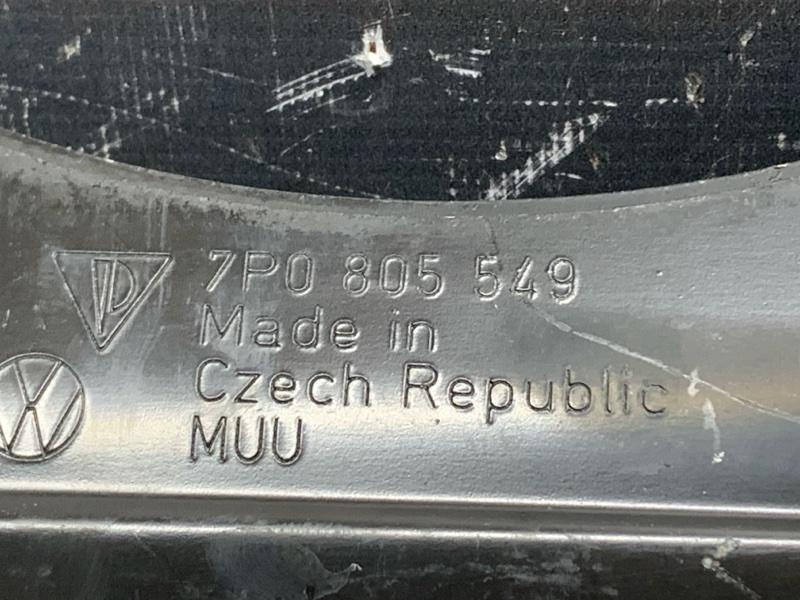 7P0 805 549
Made in
Czech Republic
MUU